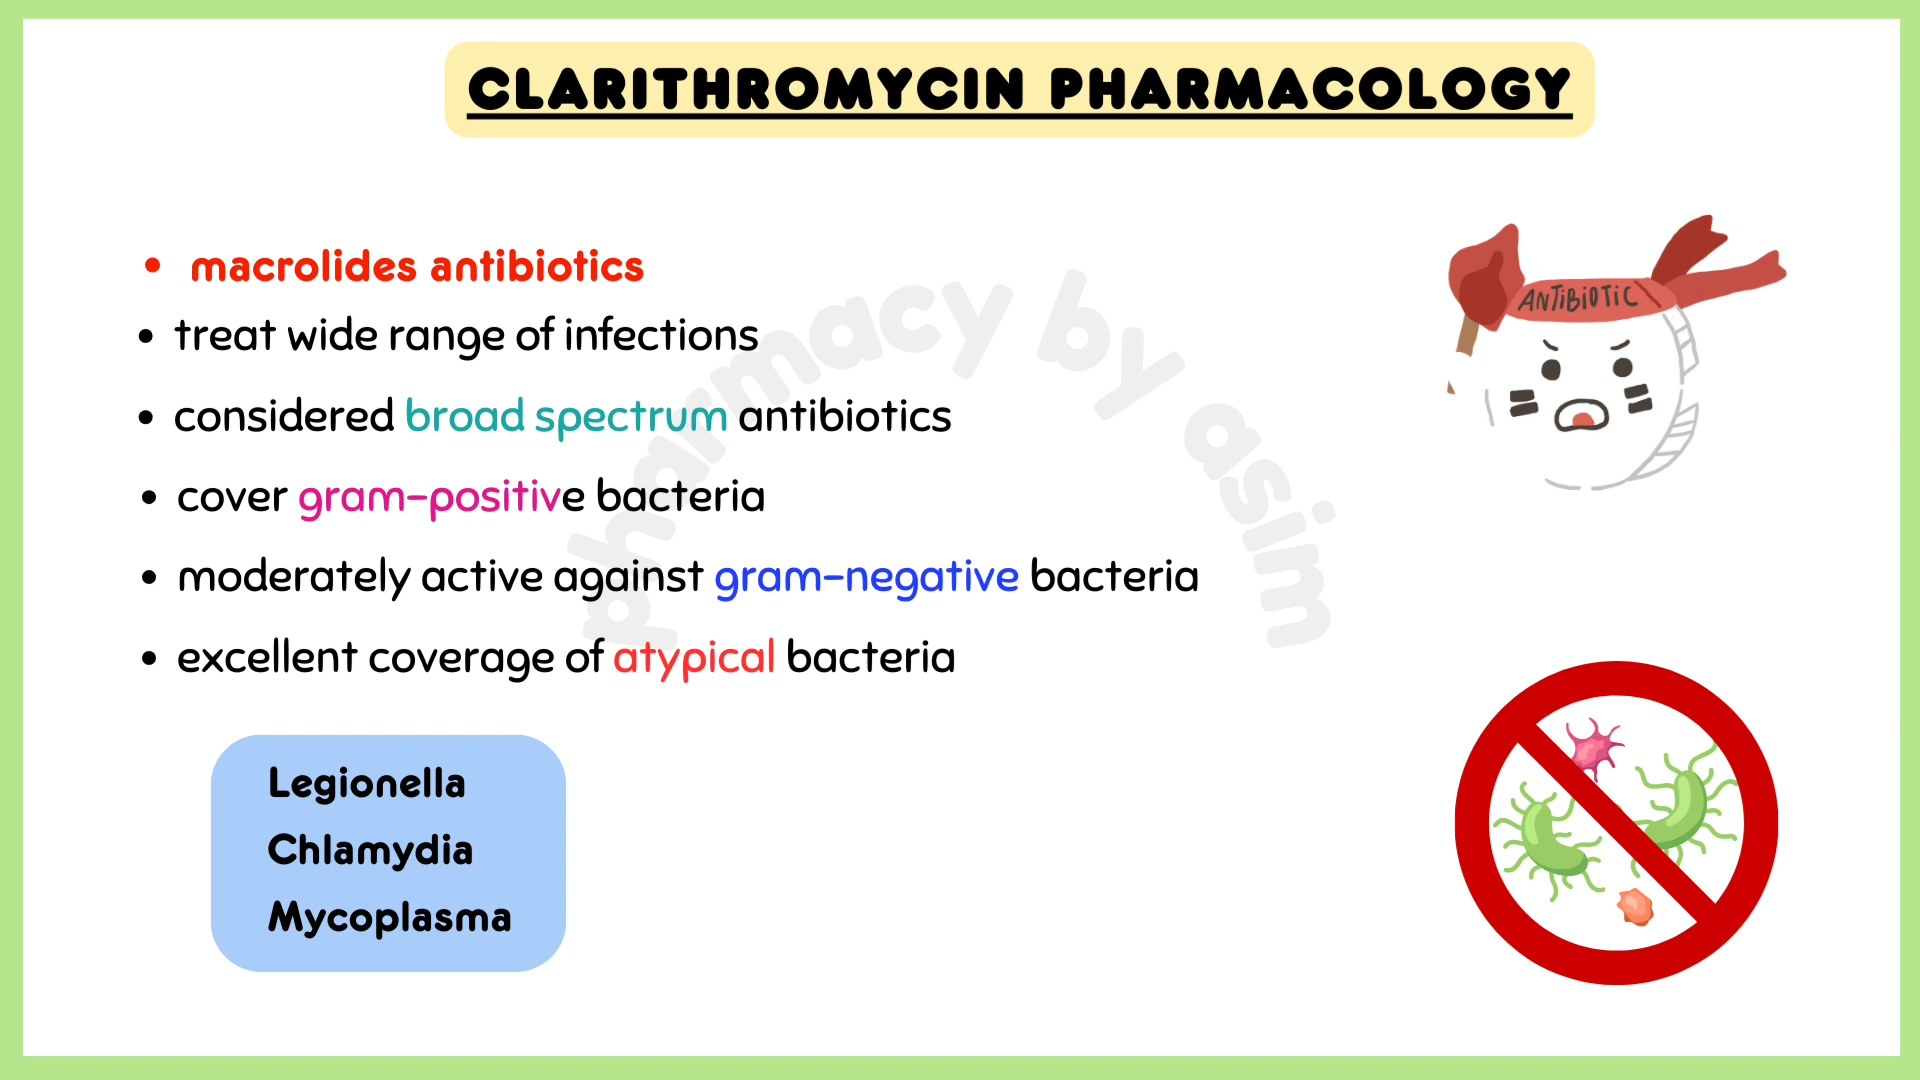 CLARITHROMYCIN PHARMACOLOGY
• macrolides antibiotics
• treat wide range of infections
• considered broad spectrum antibiotics
• cover gram-positive bacteria
• moderately active against gram-negative bacteria
• excellent coverage of atypical bacteria
Legionella
Chlamydia
Mycoplasma
ANTiBiOTiC
pharmacy by asim